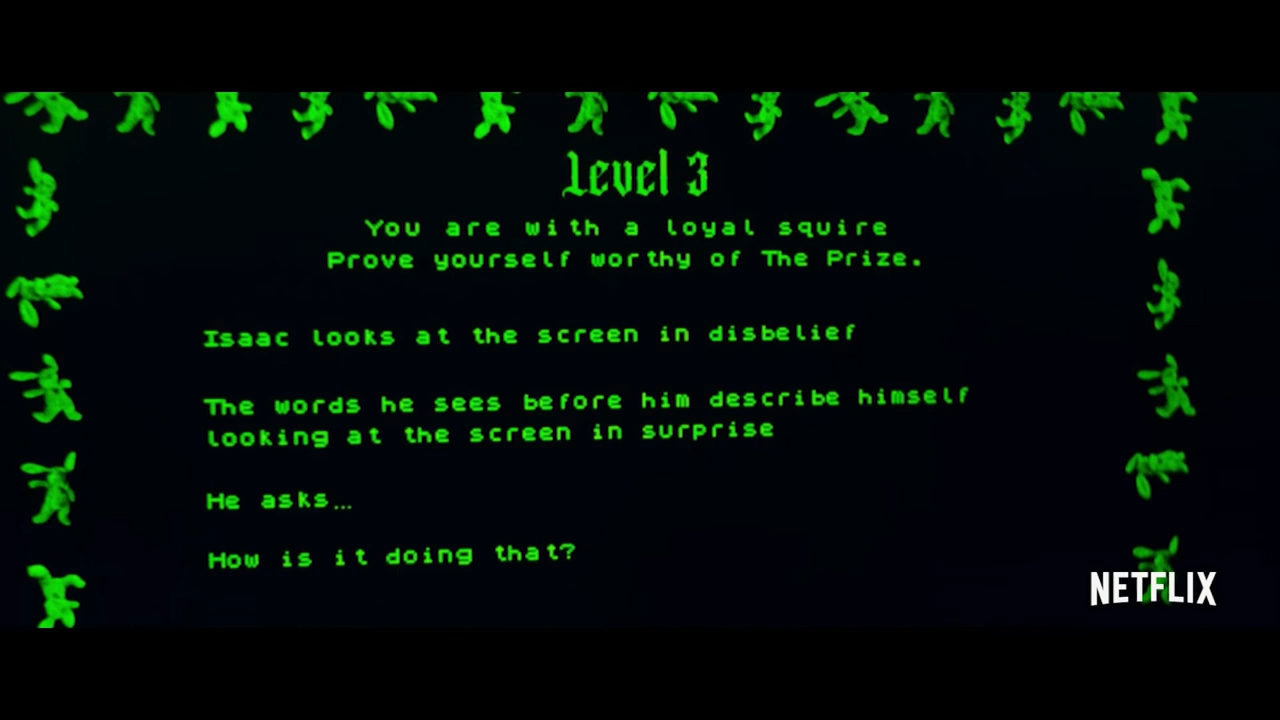 Level 3
You are with a loyal squire
Prove yourself worthy of The Prize.
Isaac looks at the screen in disbelief
The words he sees before him describe himself
looking at the screen in surprise
He asks...
How is it doing that?
NETFLIX